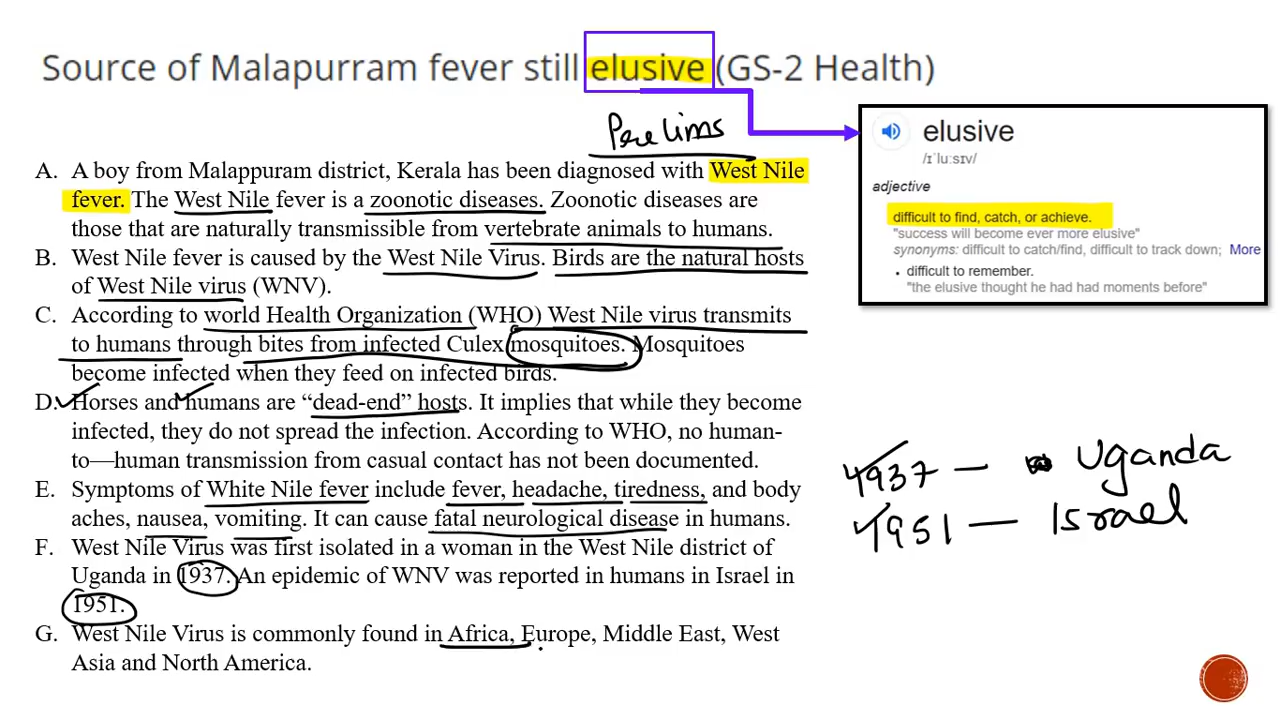 Source of Malapurram fever still elusive (GS-2 Health)
Prelims
elusive
/ɪˈluːsɪv/
adjective
difficult to find, catch, or achieve.
"success will become ever more elusive"
synonyms: difficult to catch/find, difficult to track down; More
• difficult to remember.
"the elusive thought he had had moments before"
A. A boy from Malappuram district, Kerala has been diagnosed with West Nile
fever. The West Nile fever is a zoonotic diseases. Zoonotic diseases are
those that are naturally transmissible from vertebrate animals to humans.
B. West Nile fever is caused by the West Nile Virus. Birds are the natural hosts
of West Nile virus (WNV).
C. According to world Health Organization (WHO) West Nile virus transmits
to humans through bites from infected Culex mosquitoes. Mosquitoes
become infected when they feed on infected birds.
D. Horses and humans are “dead-end” hosts. It implies that while they become
infected, they do not spread the infection. According to WHO, no human-
to—human transmission from casual contact has not been documented.
E. Symptoms of White Nile fever include fever, headache, tiredness, and body
aches, nausea, vomiting. It can cause fatal neurological disease in humans.
F. West Nile Virus was first isolated in a woman in the West Nile district of
Uganda in 1937. An epidemic of WNV was reported in humans in Israel in
1951.
G. West Nile Virus is commonly found in Africa, Europe, Middle East, West
Asia and North America.
1937 — Uganda
1951 — Israel